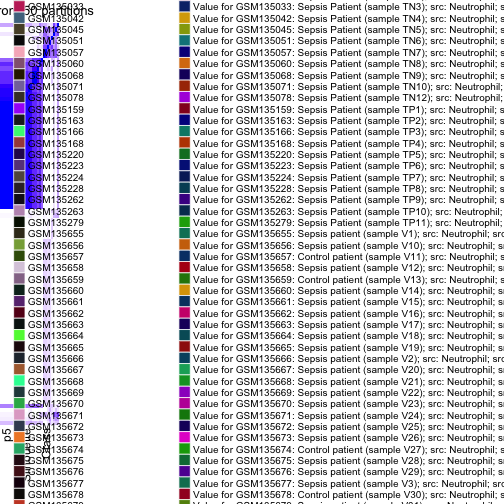 50 partitions
GSM135033 Value for GSM135033: Sepsis Patient (sample TN3); src: Neutrophil; s
GSM135042 Value for GSM135042: Sepsis Patient (sample TN4); src: Neutrophil; s
GSM135045 Value for GSM135045: Sepsis Patient (sample TN5); src: Neutrophil; s
GSM135051 Value for GSM135051: Sepsis Patient (sample TN6); src: Neutrophil; s
GSM135057 Value for GSM135057: Sepsis Patient (sample TN7); src: Neutrophil; s
GSM135060 Value for GSM135060: Sepsis Patient (sample TN8); src: Neutrophil; s
GSM135068 Value for GSM135068: Sepsis Patient (sample TN9); src: Neutrophil; s
GSM135071 Value for GSM135071: Sepsis Patient (sample TN10); src: Neutrophil;
GSM135078 Value for GSM135078: Sepsis Patient (sample TN12); src: Neutrophil;
GSM135159 Value for GSM135159: Sepsis Patient (sample TP1); src: Neutrophil; s
GSM135163 Value for GSM135163: Sepsis Patient (sample TP2); src: Neutrophil; s
GSM135166 Value for GSM135166: Sepsis Patient (sample TP3); src: Neutrophil; s
GSM135168 Value for GSM135168: Sepsis Patient (sample TP4); src: Neutrophil; s
GSM135220 Value for GSM135220: Sepsis Patient (sample TP5); src: Neutrophil; s
GSM135223 Value for GSM135223: Sepsis Patient (sample TP6); src: Neutrophil; s
GSM135224 Value for GSM135224: Sepsis Patient (sample TP7); src: Neutrophil; s
GSM135228 Value for GSM135228: Sepsis Patient (sample TP8); src: Neutrophil; s
GSM135262 Value for GSM135262: Sepsis Patient (sample TP9); src: Neutrophil; s
GSM135263 Value for GSM135263: Sepsis Patient (sample TP10); src: Neutrophil;
GSM135279 Value for GSM135279: Sepsis Patient (sample TP11); src: Neutrophil;
GSM135655 Value for GSM135655: Sepsis patient (sample V1); src: Neutrophil; src
GSM135656 Value for GSM135656: Sepsis patient (sample V10); src: Neutrophil; s
GSM135657 Value for GSM135657: Control patient (sample V11); src: Neutrophil; s
GSM135658 Value for GSM135658: Sepsis patient (sample V12); src: Neutrophil; s
GSM135659 Value for GSM135659: Control patient (sample V13); src: Neutrophil; s
GSM135660 Value for GSM135660: Sepsis patient (sample V14); src: Neutrophil; s
GSM135661 Value for GSM135661: Sepsis patient (sample V15); src: Neutrophil; s
GSM135662 Value for GSM135662: Sepsis patient (sample V16); src: Neutrophil; s
GSM135663 Value for GSM135663: Sepsis patient (sample V17); src: Neutrophil; s
GSM135664 Value for GSM135664: Sepsis patient (sample V18); src: Neutrophil; s
GSM135665 Value for GSM135665: Sepsis patient (sample V19); src: Neutrophil; s
GSM135666 Value for GSM135666: Sepsis patient (sample V2); src: Neutrophil; src
GSM135667 Value for GSM135667: Sepsis patient (sample V20); src: Neutrophil; s
GSM135668 Value for GSM135668: Sepsis patient (sample V21); src: Neutrophil; s
GSM135669 Value for GSM135669: Sepsis patient (sample V22); src: Neutrophil; s
GSM135670 Value for GSM135670: Sepsis patient (sample V23); src: Neutrophil; s
GSM135671 Value for GSM135671: Sepsis patient (sample V24); src: Neutrophil; s
GSM135672 Value for GSM135672: Sepsis patient (sample V25); src: Neutrophil; s
GSM135673 Value for GSM135673: Sepsis patient (sample V26); src: Neutrophil; s
GSM135674 Value for GSM135674: Control patient (sample V27); src: Neutrophil; s
GSM135675 Value for GSM135675: Sepsis patient (sample V28); src: Neutrophil; s
GSM135676 Value for GSM135676: Sepsis patient (sample V29); src: Neutrophil; s
GSM135677 Value for GSM135677: Sepsis patient (sample V3); src: Neutrophil; src
GSM135678 Value for GSM135678: Control patient (sample V30); src: Neutrophil; s
p5